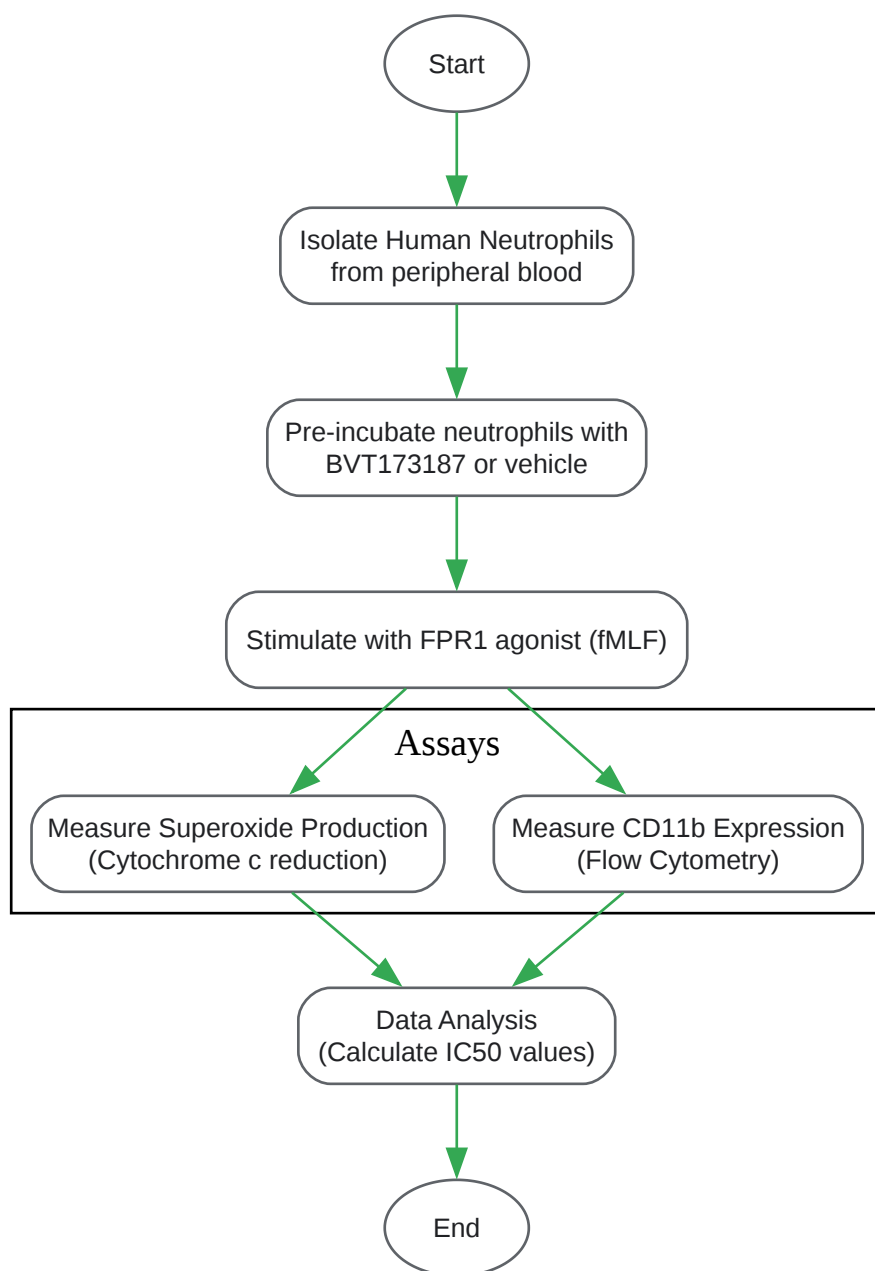 Start
Isolate Human Neutrophils
from peripheral blood
Pre-incubate neutrophils with
BVT173187 or vehicle
Stimulate with FPR1 agonist (fMLF)
Assays
Measure Superoxide Production
(Cytochrome c reduction)
Measure CD11b Expression
(Flow Cytometry)
Data Analysis
(Calculate IC50 values)
End